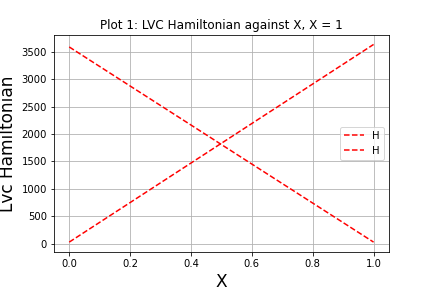 Plot 1: LVC Hamiltonian against X, X = 1
Lvc Hamiltonian
3500
3000
2500
2000
1500
1000
500
0
H
H
0.0 0.2 0.4 0.6 0.8 1.0
X